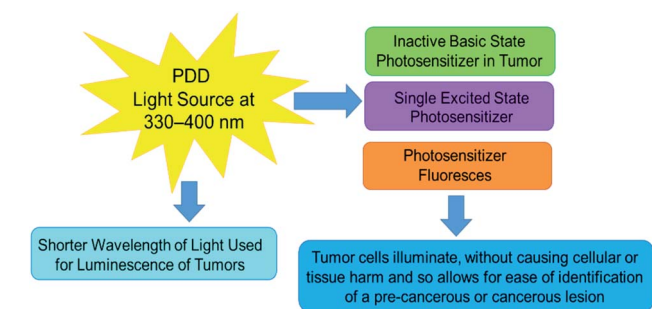 PDD
Light Source at
330–400 nm
Inactive Basic State
Photosensitizer in Tumor
Single Excited State
Photosensitizer
Photosensitizer
Fluoresces
Shorter Wavelength of Light Used
for Luminescence of Tumors
Tumor cells illuminate, without causing cellular or
tissue harm and so allows for ease of identification
of a pre-cancerous or cancerous lesion